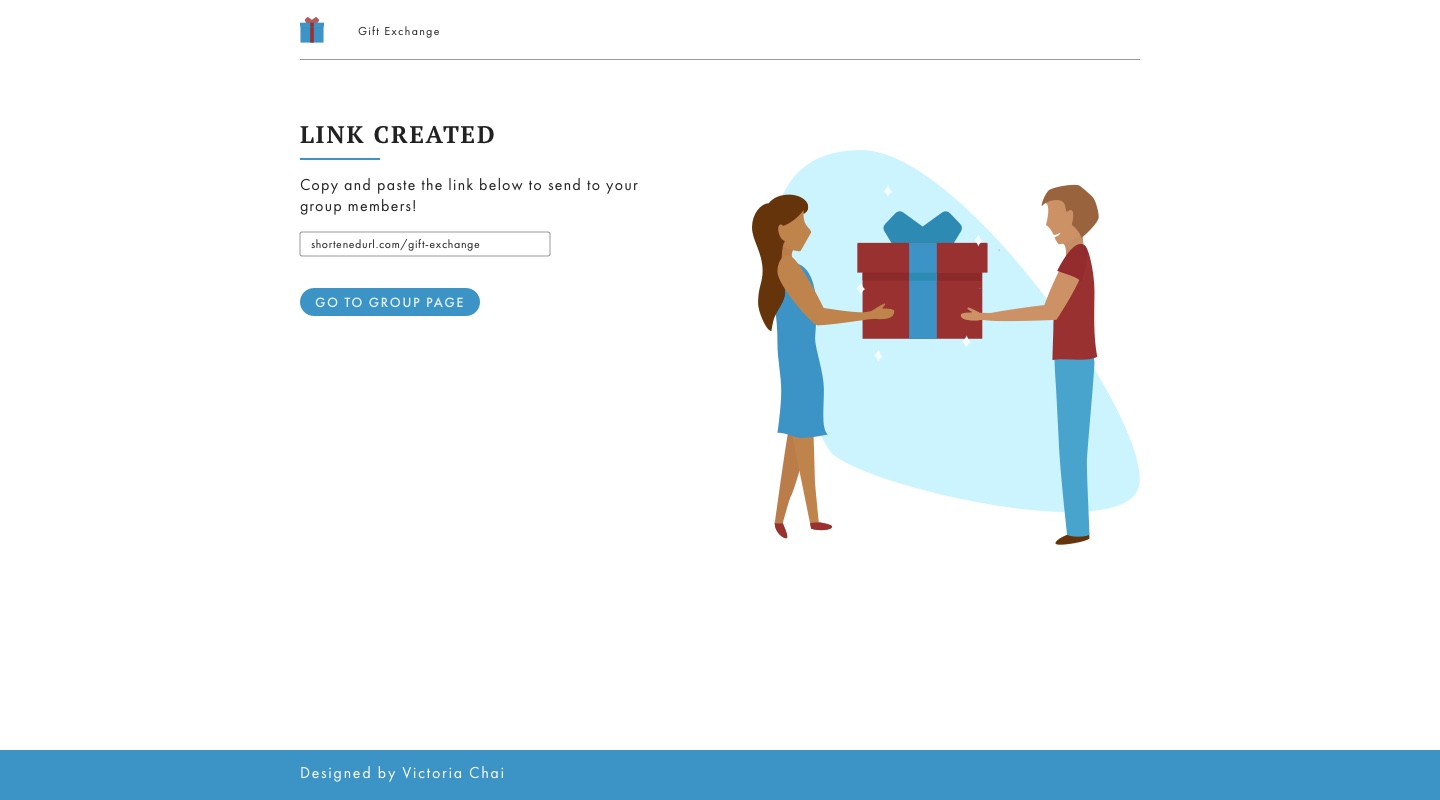 Gift Exchange
LINK CREATED
Copy and paste the link below to send to your
group members!
shortenedurl.com/gift-exchange
GO TO GROUP PAGE
Designed by Victoria Chai